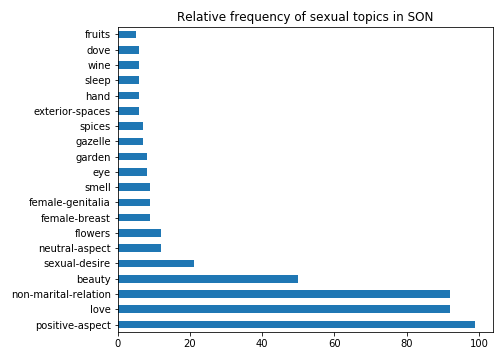 Relative frequency of sexual topics in SON
fruits
dove
wine
sleep
hand
exterior-spaces
spices
gazelle
garden
eye
smell
female-genitalia
female-breast
flowers
neutral-aspect
sexual-desire
beauty
non-marital-relation
love
positive-aspect
0 20 40 60 80 100